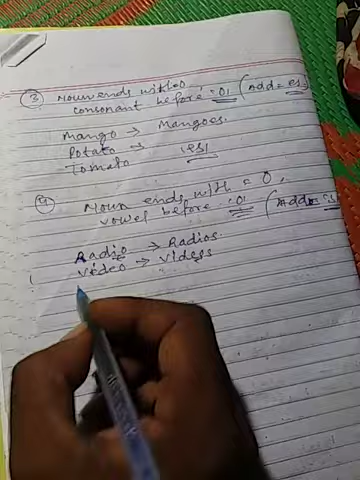 ③ Noun ends with O
consonant before 'O' (Add = es)
Mango → Mangoes.
Potato →
Tomato 'es'
④ Noun ends with = O,
vowel before 'O' (Add = 's')
Radio → Radios.
Video → Videos